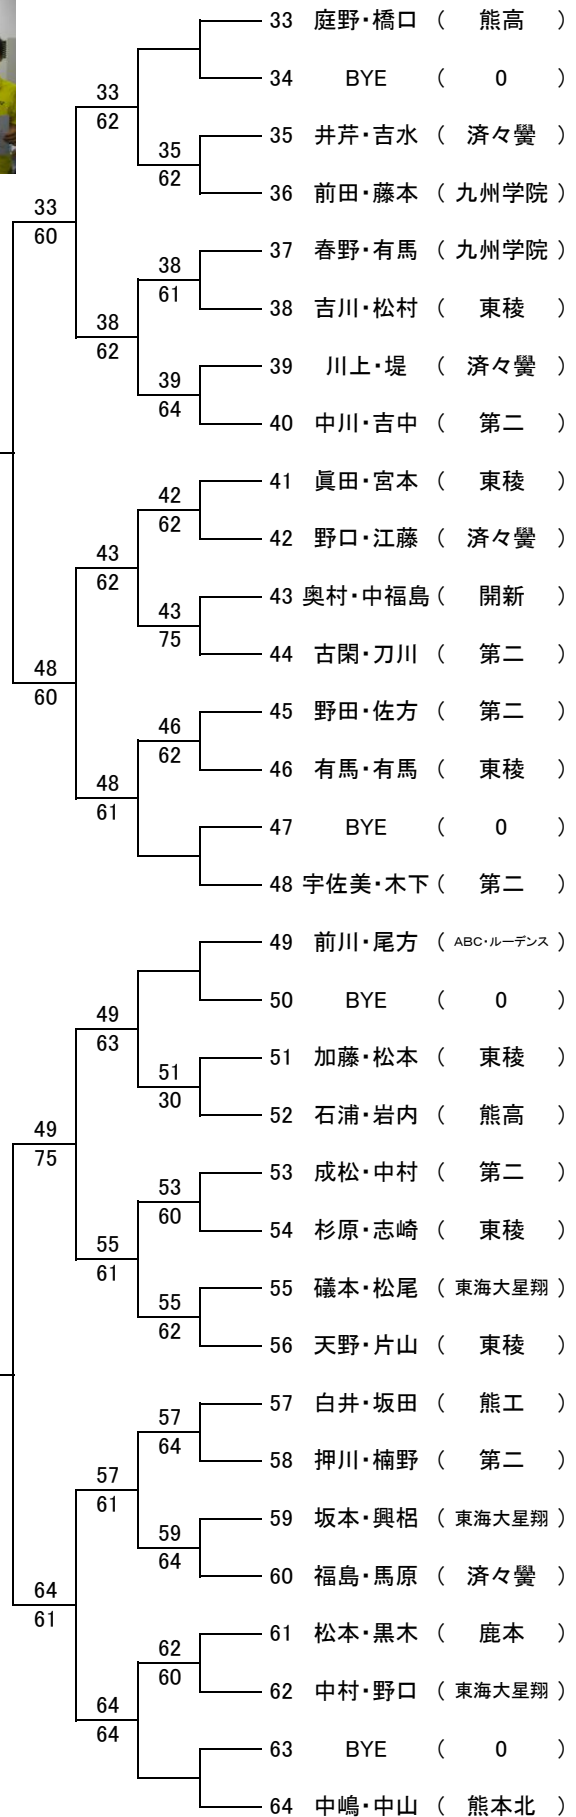 33 庭野・橋口 （ 熊高 ）
34 BYE （ 0 ）
33
62
35 井芹・吉水 （ 済々黌 ）
35
62
36 前田・藤本 （ 九州学院 ）
33
60
37 春野・有馬 （ 九州学院 ）
38
61
38 吉川・松村 （ 東稜 ）
38
62
39 川上・堤 （ 済々黌 ）
39
64
40 中川・吉中 （ 第二 ）
41 眞田・宮本 （ 東稜 ）
42
62
42 野口・江藤 （ 済々黌 ）
43
62
43 奥村・中福島 （ 開新 ）
43
75
44 古閑・刀川 （ 第二 ）
48
60
45 野田・佐方 （ 第二 ）
46
62
46 有馬・有馬 （ 東稜 ）
48
61
47 BYE （ 0 ）
48 宇佐美・木下 （ 第二 ）
49 前川・尾方 （ ABC・ルーデンス ）
50 BYE （ 0 ）
49
63
51 加藤・松本 （ 東稜 ）
51
30
52 石浦・岩内 （ 熊高 ）
49
75
53 成松・中村 （ 第二 ）
53
60
54 杉原・志崎 （ 東稜 ）
55
61
55 礒本・松尾 （ 東海大星翔 ）
55
62
56 天野・片山 （ 東稜 ）
57 白井・坂田 （ 熊工 ）
57
64
58 押川・楠野 （ 第二 ）
57
61
59 坂本・興梠 （ 東海大星翔 ）
59
64
60 福島・馬原 （ 済々黌 ）
64
61
61 松本・黒木 （ 鹿本 ）
62
60
62 中村・野口 （ 東海大星翔 ）
64
64
63 BYE （ 0 ）
64 中嶋・中山 （ 熊本北 ）